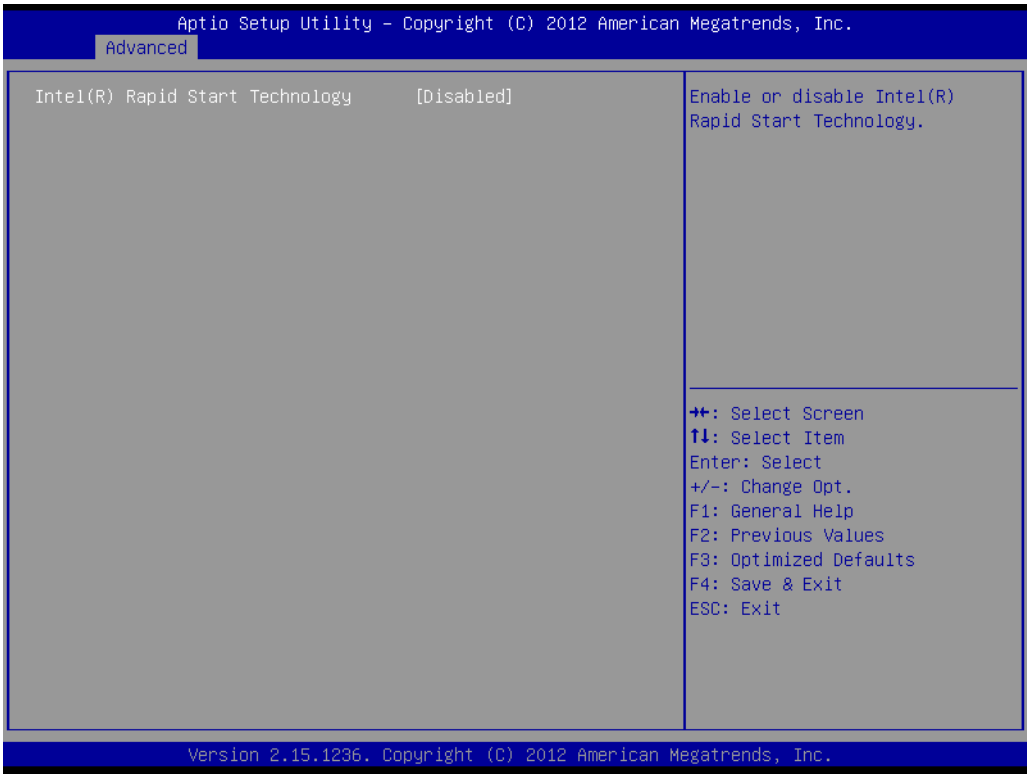 Aptio Setup Utility – Copyright (C) 2012 American Megatrends, Inc.
Advanced
Intel(R) Rapid Start Technology [Disabled]
Enable or disable Intel(R)
Rapid Start Technology.
→←: Select Screen
↑↓: Select Item
Enter: Select
+/-: Change Opt.
F1: General Help
F2: Previous Values
F3: Optimized Defaults
F4: Save & Exit
ESC: Exit
Version 2.15.1236. Copyright (C) 2012 American Megatrends, Inc.